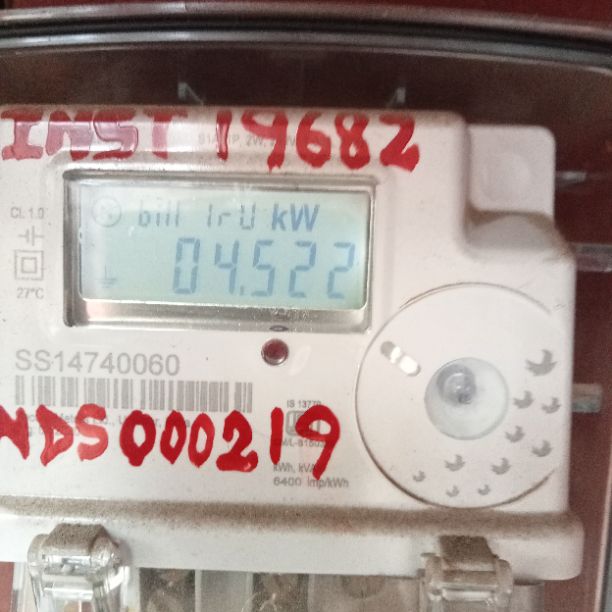 INST 19682
CL 1.0
bill 1rU kW
04.522
27°C
SS14740060
IS 13779
NDS 000219
kWh, kVA
6400 imp/kWh